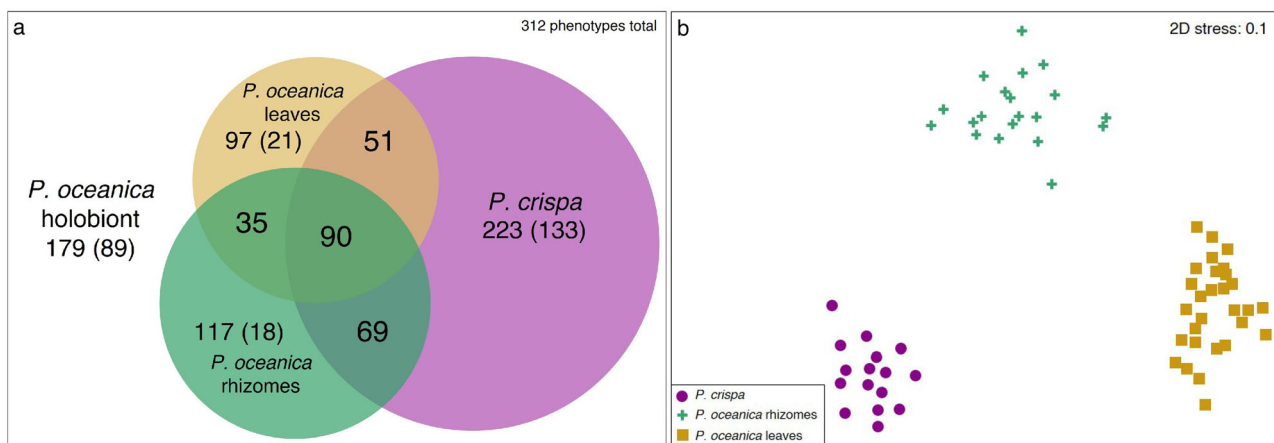 a
312 phenotypes total
P. oceanica
leaves
97 (21)
51
P. oceanica
holobiont
179 (89)
35
90
P. crispa
223 (133)
117 (18)
P. oceanica
rhizomes
69
b
2D stress: 0.1
P. crispa
P. oceanica rhizomes
P. oceanica leaves